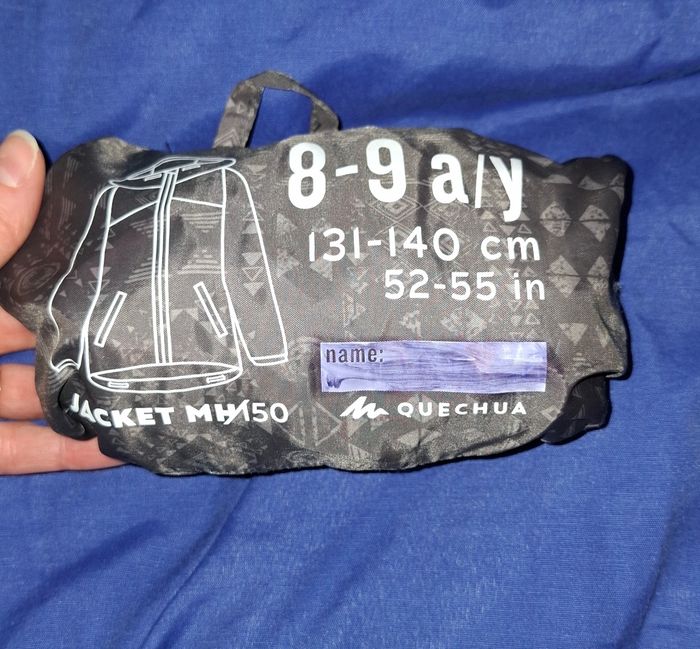 8-9 a/y
131-140 cm
52-55 in
name:
JACKET MH150
QUECHUA